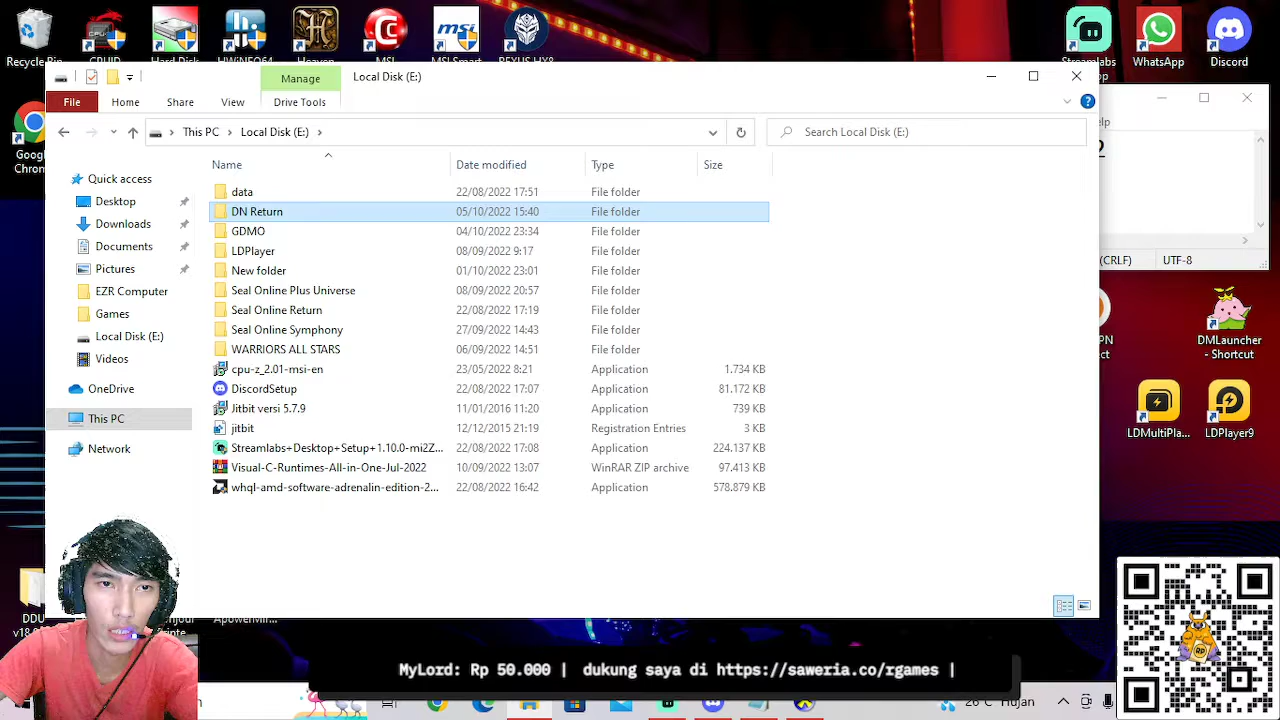 CPUID
Hard Disk
HWiNFO64
MSI
MSI Smart
REXUS HX8
WhatsApp
Discord
Manage
Local Disk (E:)
File
Home
Share
View
Drive Tools
This PC
Local Disk (E:)
Search Local Disk (E:)
Name
Date modified
Type
Size
Quick access
Desktop
Downloads
Documents
Pictures
EZR Computer
Games
Local Disk (E:)
Videos
OneDrive
This PC
Network
data 22/08/2022 17:51 File folder
DN Return 05/10/2022 15:40 File folder
GDMO 04/10/2022 23:34 File folder
LDPlayer 08/09/2022 9:17 File folder
New folder 01/10/2022 23:01 File folder
Seal Online Plus Universe 08/09/2022 20:57 File folder
Seal Online Return 22/08/2022 17:19 File folder
Seal Online Symphony 27/09/2022 14:43 File folder
WARRIORS ALL STARS 06/09/2022 14:51 File folder
cpu-z_2.01-msi-en 23/05/2022 8:21 Application 1.734 KB
DiscordSetup 22/08/2022 17:07 Application 81.172 KB
Jitbit versi 5.7.9 11/01/2016 11:20 Application 739 KB
jitbit 12/12/2015 21:19 Registration Entries 3 KB
Streamlabs+Desktop+Setup+1.10.0-mi2Z... 22/08/2022 17:08 Application 224.137 KB
Visual-C-Runtimes-All-in-One-Jul-2022 10/09/2022 13:07 WinRAR ZIP archive 97.413 KB
whql-amd-software-adrenalin-edition-2... 22/08/2022 16:42 Application 578.879 KB
(CRLF)
UTF-8
DMLauncher
- Shortcut
LDMultiPla...
LDPlayer9
ApowerMir...
MyLord: Rp 50.000 | dukung saya di https://saweria.co/rgames |
Hujan